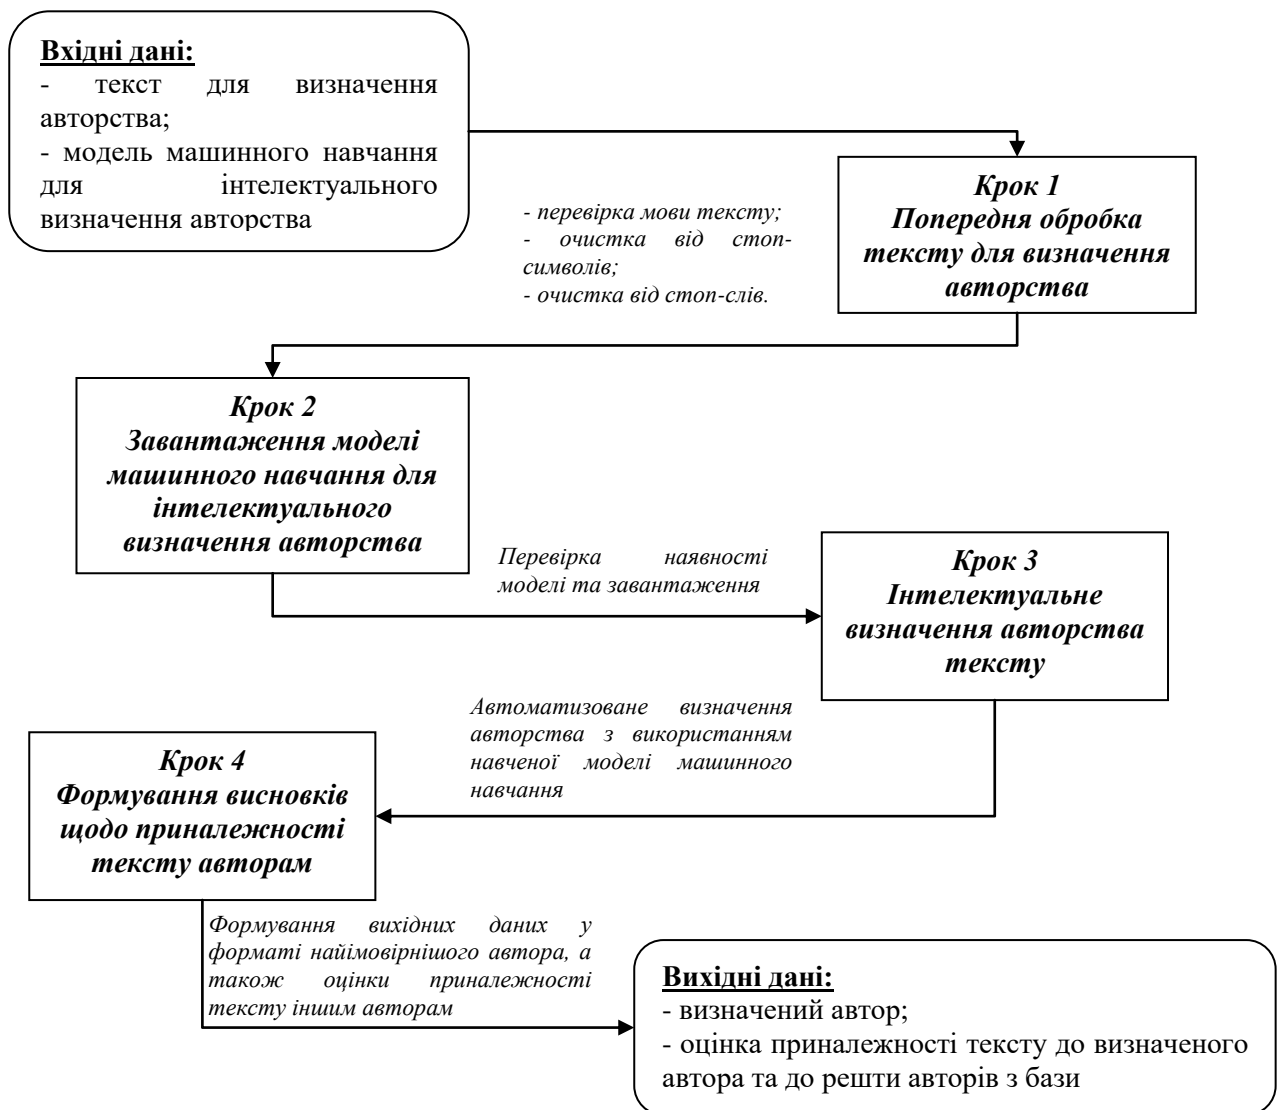 Вхідні дані:
- текст для визначення
авторства;
- модель машинного навчання
для інтелектуального
визначення авторства
Крок 1
Попередня обробка
тексту для визначення
авторства
- перевірка мови тексту;
- очистка від стоп-
символів;
- очистка від стоп-слів.
Крок 2
Завантаження моделі
машинного навчання для
інтелектуального
визначення авторства
Перевірка наявності
моделі та завантаження
Крок 3
Інтелектуальне
визначення авторства
тексту
Автоматизоване визначення
авторства з використанням
навченої моделі машинного
навчання
Крок 4
Формування висновків
щодо приналежності
тексту авторам
Формування вихідних даних у
форматі найімовірнішого автора, а
також оцінки приналежності
тексту іншим авторам
Вихідні дані:
- визначений автор;
- оцінка приналежності тексту до визначеного
автора та до решти авторів з бази